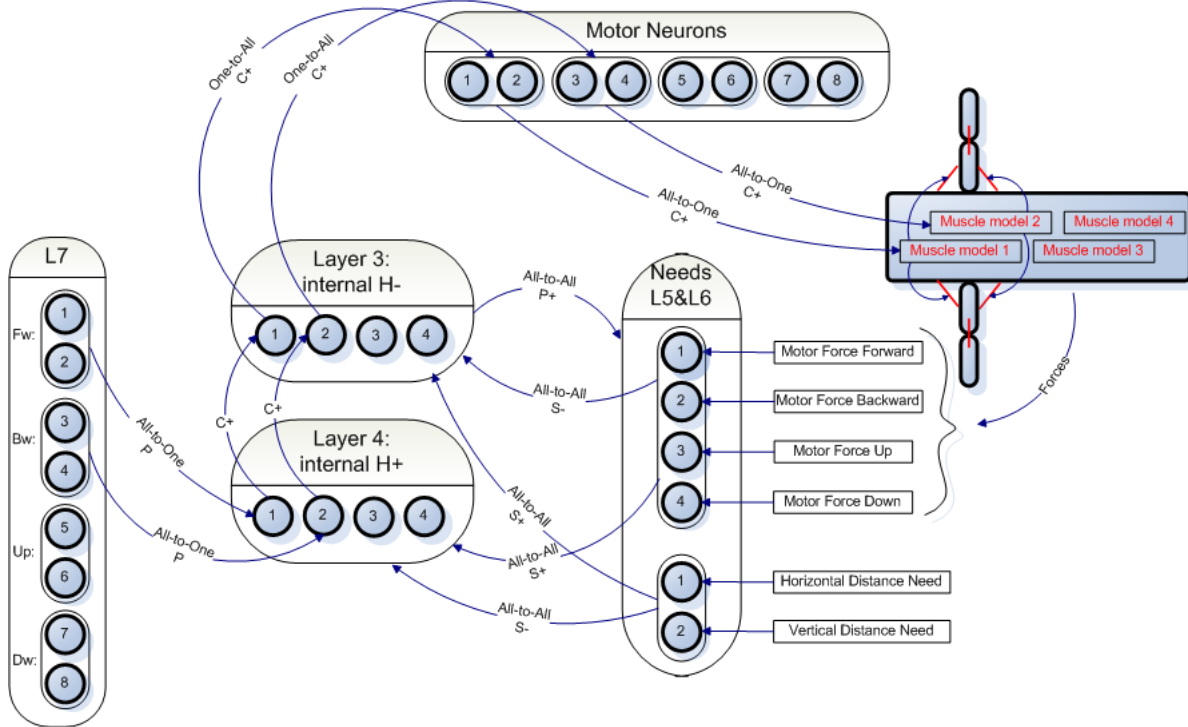 Motor Neurons
1 2 3 4 5 6 7 8
One-to-All
C+
One-to-All
C+
All-to-One
C+
All-to-One
C+
Muscle model 2
Muscle model 4
Muscle model 1
Muscle model 3
L7
Fw:
1
2
Bw:
3
4
Up:
5
6
Dw:
7
8
All-to-One
P
All-to-One
P
Layer 3:
internal H-
1 2 3 4
C+
C+
Layer 4:
internal H+
1 2 3 4
All-to-All
P+
All-to-All
S-
All-to-All
S+
All-to-All
S+
All-to-All
S-
Needs
L5&L6
1
2
3
4
1
2
Motor Force Forward
Motor Force Backward
Motor Force Up
Motor Force Down
Horizontal Distance Need
Vertical Distance Need
Forces